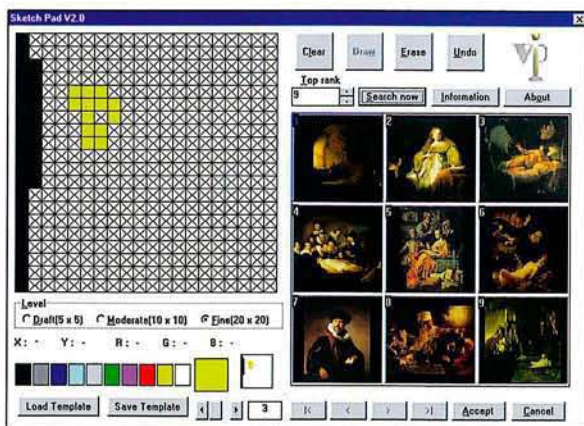 Sketch Pad V2.0
Clear Draw Erase Undo
vip
Top rank
9 Search now Information About
1 2 3
4 5 6
7 8 9
Level
Draft(5 x 5) Moderate(10 x 10) Fine(20 x 20)
X: - Y: - R: - G: - B: -
Load Template Save Template 3 |< < > >| Accept Cancel